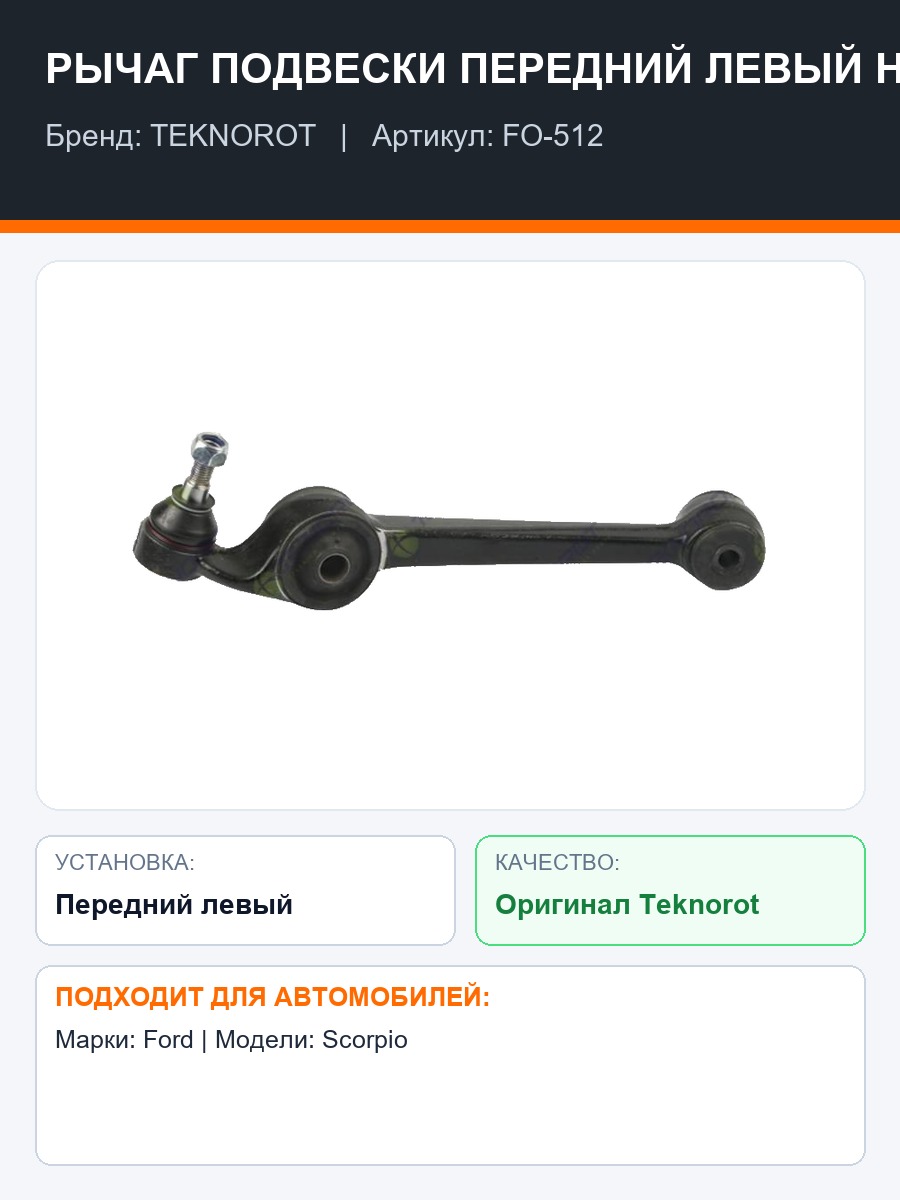 РЫЧАГ ПОДВЕСКИ ПЕРЕДНИЙ ЛЕВЫЙ Н
Бренд: TEKNOROT | Артикул: FO-512
УСТАНОВКА:
Передний левый
КАЧЕСТВО:
Оригинал Teknorot
ПОДХОДИТ ДЛЯ АВТОМОБИЛЕЙ:
Марки: Ford | Модели: Scorpio